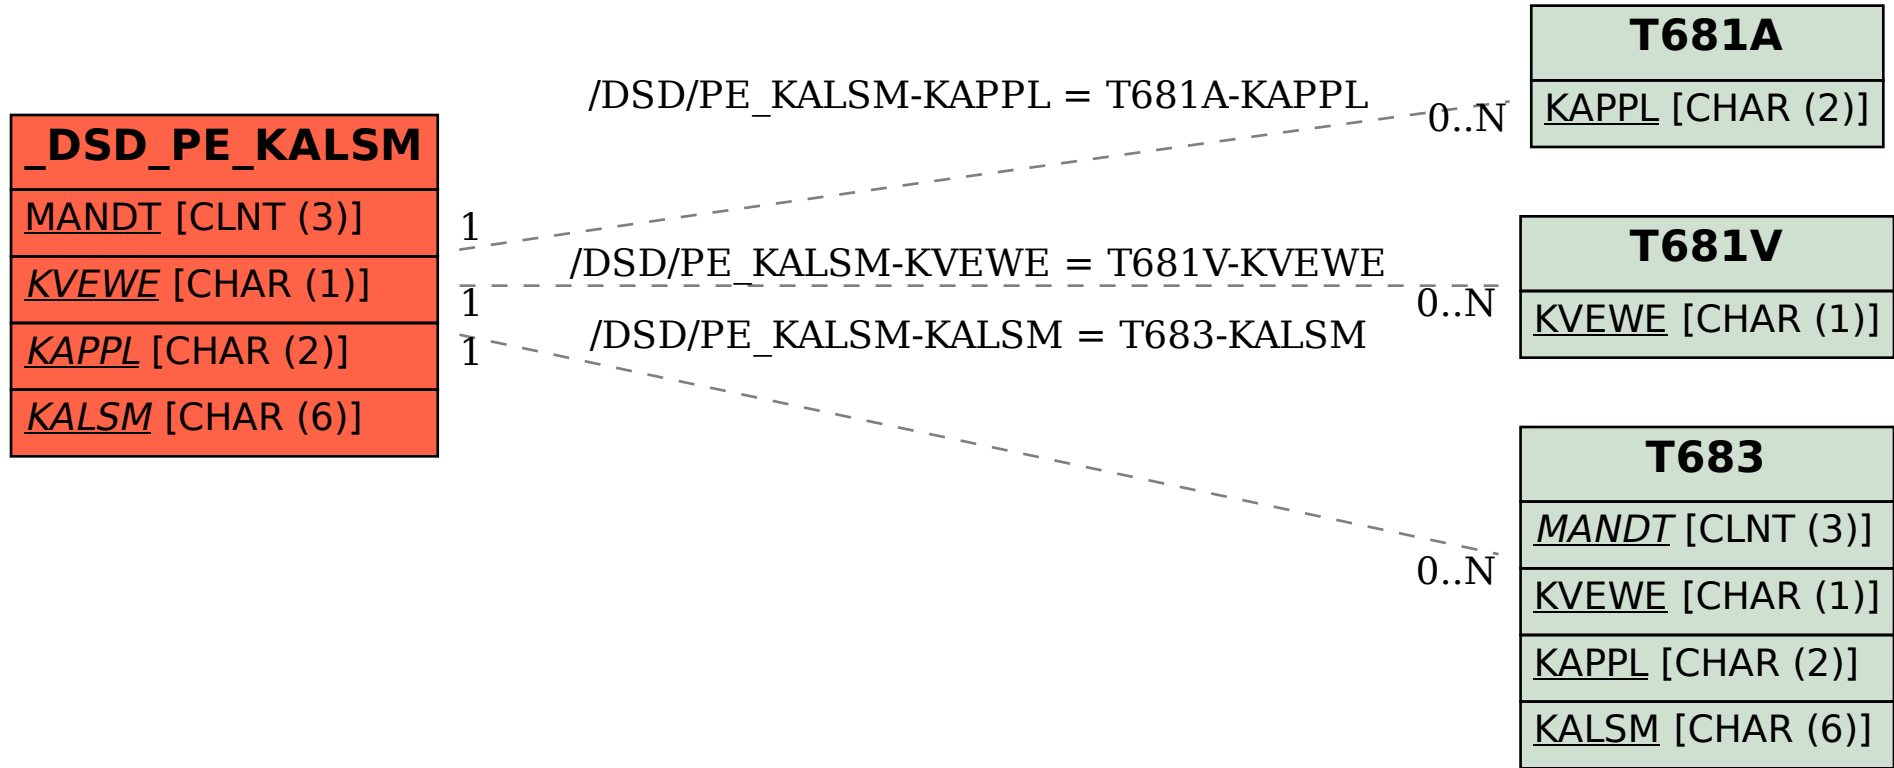 _DSD_PE_KALSM
MANDT [CLNT (3)]
KVEWE [CHAR (1)]
KAPPL [CHAR (2)]
KALSM [CHAR (6)]
/DSD/PE_KALSM-KAPPL = T681A-KAPPL
1
0..N
/DSD/PE_KALSM-KVEWE = T681V-KVEWE
1
0..N
/DSD/PE_KALSM-KALSM = T683-KALSM
1
0..N
T681A
KAPPL [CHAR (2)]
T681V
KVEWE [CHAR (1)]
T683
MANDT [CLNT (3)]
KVEWE [CHAR (1)]
KAPPL [CHAR (2)]
KALSM [CHAR (6)]